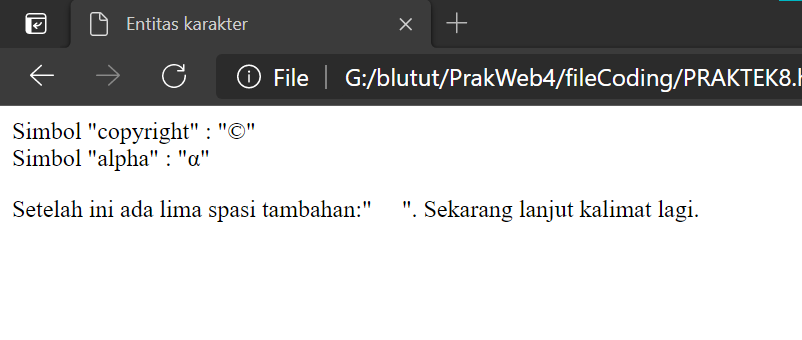 Entitas karakter
File | G:/blutut/PrakWeb4/fileCoding/PRAKTEK8.h
Simbol "copyright" : "©"
Simbol "alpha" : "α"
Setelah ini ada lima spasi tambahan:"     ". Sekarang lanjut kalimat lagi.